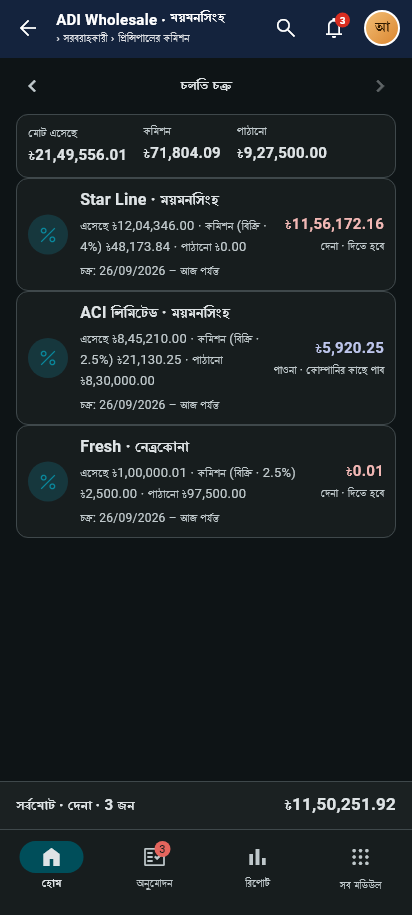 ADI Wholesale · ময়মনসিংহ
› সরবরাহকারী › প্রিন্সিপালের কমিশন
3
আ
চলতি চক্র
মোট এসেছে
৳21,49,556.01
কমিশন
৳71,804.09
পাঠানো
৳9,27,500.00
Star Line · ময়মনসিংহ
এসেছে ৳12,04,346.00 · কমিশন (বিক্রি ·
4%) ৳48,173.84 · পাঠানো ৳0.00
চক্র: 26/09/2026 – আজ পর্যন্ত
৳11,56,172.16
দেনা · দিতে হবে
ACI লিমিটেড · ময়মনসিংহ
এসেছে ৳8,45,210.00 · কমিশন (বিক্রি ·
2.5%) ৳21,130.25 · পাঠানো
৳8,30,000.00
চক্র: 26/09/2026 – আজ পর্যন্ত
৳5,920.25
পাওনা · কোম্পানির কাছে পাব
Fresh · নেত্রকোনা
এসেছে ৳1,00,000.01 · কমিশন (বিক্রি · 2.5%)
৳2,500.00 · পাঠানো ৳97,500.00
চক্র: 26/09/2026 – আজ পর্যন্ত
৳0.01
দেনা · দিতে হবে
সর্বমোট · দেনা · 3 জন
৳11,50,251.92
হোম
3
অনুমোদন
রিপোর্ট
সব মডিউল